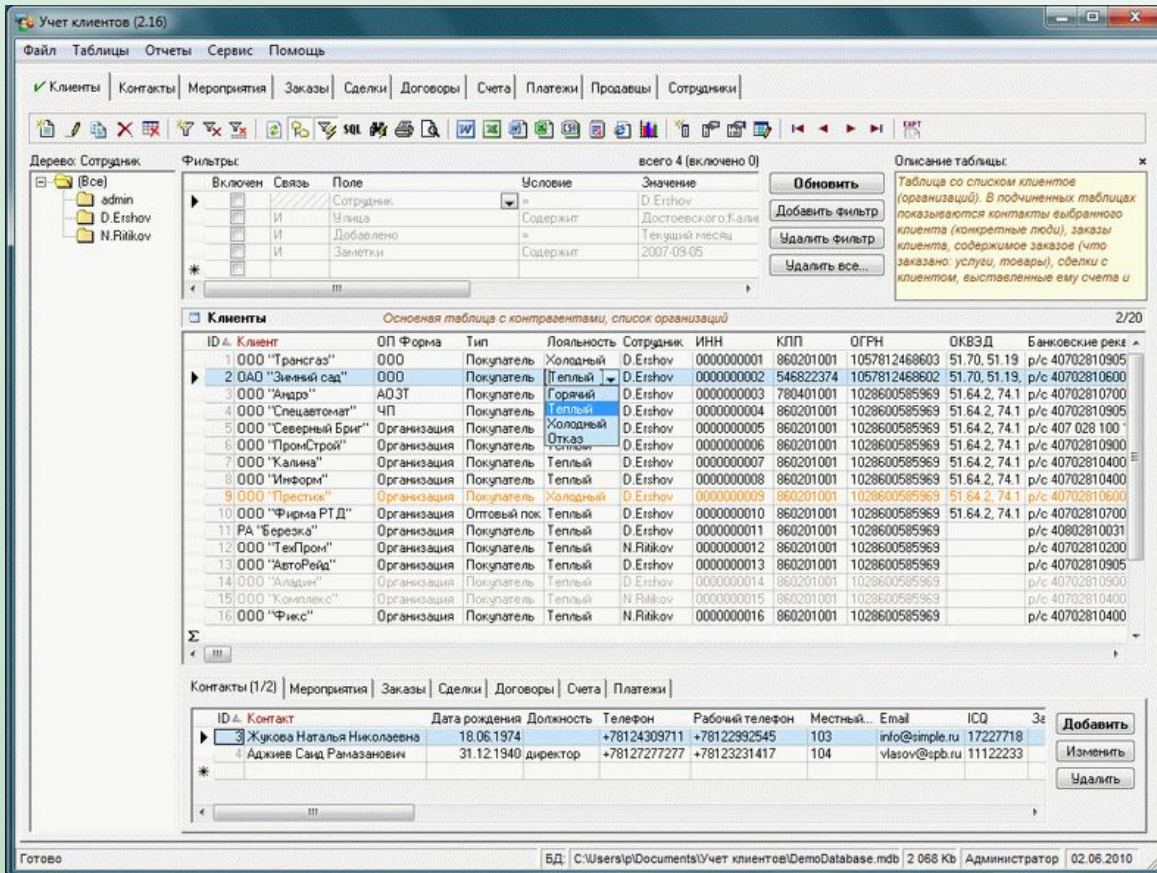 Учет клиентов (2.16)
Файл Таблицы Отчеты Сервис Помощь
Клиенты Контакты Мероприятия Заказы Сделки Договоры Счета Платежи Продавцы Сотрудники
SQL
Дерево: Сотрудник Фильтры: всего 4 (включено 0) Описание таблицы:
(Все)
admin
D.Ershov
N.Ritikov
Включен Связь Поле Условие Значение
Сотрудник = D.Ershov
И Улица Содержит Достоевского;Кали
И Добавлено = Текущий месяц
И Заметки Содержит 2007-09-05
Обновить
Добавить фильтр
Удалить фильтр
Удалить все...
Таблица со списком клиентов
(организаций). В подчиненных таблицах
показываются контакты выбранного
клиента (конкретные люди), заказы
клиента, содержимое заказов (что
заказано: услуги, товары), сделки с
клиентом, выставленные ему счета и
Клиенты Основная таблица с контрагентами, список организаций 2/20
ID Клиент ОП Форма Тип Лояльность Сотрудник ИНН КПП ОГРН ОКВЭД Банковские рекв
1 ООО "Трансгаз" ООО Покупатель Холодный D.Ershov 0000000001 860201001 1057812468603 51.70, 51.19 р/с 40702810905
2 ОАО "Зимний сад" ООО Покупатель Теплый D.Ershov 0000000002 546822374 1057812468602 51.70, 51.19, р/с 40702810600
3 ООО "Андрэ" АОЗТ Покупатель Горячий D.Ershov 0000000003 780401001 1028600585969 51.64.2, 74.1 р/с 40702810700
4 ООО "Спецавтомат" ЧП Покупатель Теплый D.Ershov 0000000004 860201001 1028600585969 51.64.2, 74.1 р/с 40702810905
5 ООО "Северный Бриг" Организация Покупатель Холодный D.Ershov 0000000005 860201001 1028600585969 51.64.2, 74.1 р/с 407 028 100
6 ООО "ПромСтрой" Организация Покупатель Отказ D.Ershov 0000000006 860201001 1028600585969 51.64.2, 74.1 р/с 40702810900
7 ООО "Калина" Организация Покупатель Теплый D.Ershov 0000000007 860201001 1028600585969 51.64.2, 74.1 р/с 40702810400
8 ООО "Информ" Организация Покупатель Теплый D.Ershov 0000000008 860201001 1028600585969 51.64.2, 74.1 р/с 40702810400
9 ООО "Престиж" Организация Покупатель Холодный D.Ershov 0000000009 860201001 1028600585969 51.64.2, 74.1 р/с 40702810600
10 ООО "Фирма РТД" Организация Оптовый пок Теплый D.Ershov 0000000010 860201001 1028600585969 51.64.2, 74.1 р/с 40702810700
11 РА "Березка" Организация Покупатель Теплый D.Ershov 0000000011 860201001 1028600585969 р/с 40802810031
12 ООО "ТехПром" Организация Покупатель Теплый N.Ritikov 0000000012 860201001 1028600585969 р/с 40702810200
13 ООО "АвтоРейд" Организация Покупатель Теплый D.Ershov 0000000013 860201001 1028600585969 р/с 40702810905
14 ООО "Аладин" Организация Покупатель Теплый D.Ershov 0000000014 860201001 1028600585969 р/с 40702810900
15 ООО "Комплекс" Организация Покупатель Теплый N.Ritikov 0000000015 860201001 1028600585969 р/с 40702810400
16 ООО "Фикс" Организация Покупатель Теплый N.Ritikov 0000000016 860201001 1028600585969 р/с 40702810400
Σ
Контакты (1/2) Мероприятия Заказы Сделки Договоры Счета Платежи
ID Контакт Дата рождения Должность Телефон Рабочий телефон Местный... Email ICQ За
3 Жукова Наталья Николаевна 18.06.1974 +78124309711 +78122992545 103 info@simple.ru 17227718
4 Аджиев Саид Рамазанович 31.12.1940 директор +78127277277 +78123231417 104 vlasov@spb.ru 11122233
Добавить
Изменить
Удалить
Готово БД: C:\Users\p\Documents\Учет клиентов\DemoDatabase.mdb 2 068 Kb Администратор 02.06.2010